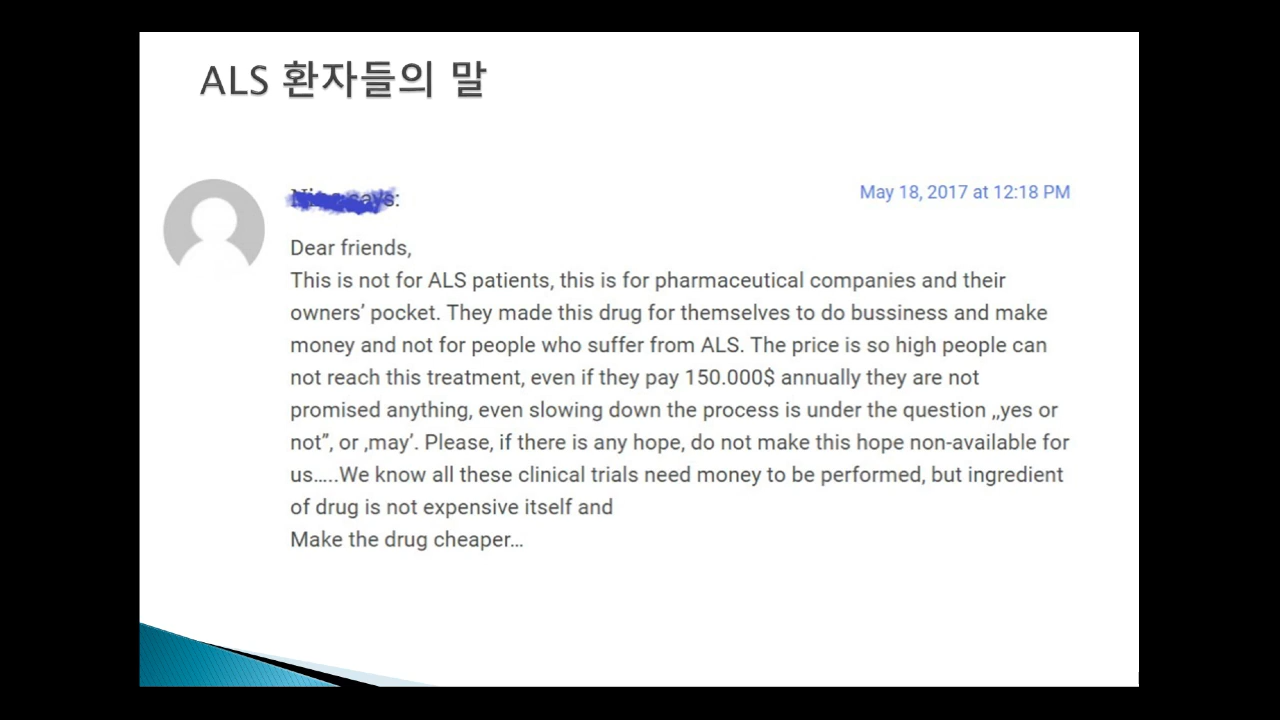 ALS 환자들의 말
says:
May 18, 2017 at 12:18 PM
Dear friends,
This is not for ALS patients, this is for pharmaceutical companies and their
owners’ pocket. They made this drug for themselves to do bussiness and make
money and not for people who suffer from ALS. The price is so high people can
not reach this treatment, even if they pay 150.000$ annually they are not
promised anything, even slowing down the process is under the question „yes or
not”, or ‚may’. Please, if there is any hope, do not make this hope non-available for
us…..We know all these clinical trials need money to be performed, but ingredient
of drug is not expensive itself and
Make the drug cheaper…